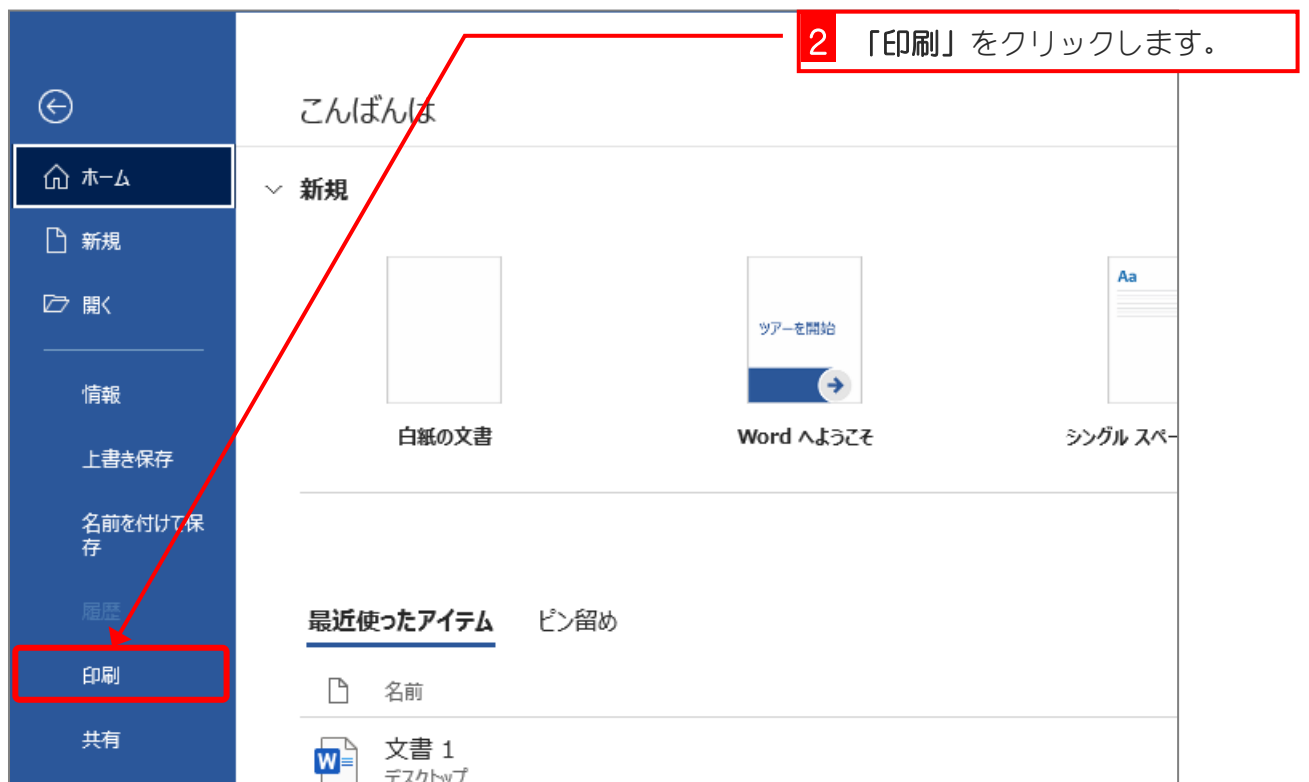 2 「印刷」をクリックします。
こんばんは
ホーム
新規
開く
情報
上書き保存
名前を付けて保
存
履歴
印刷
共有
新規
白紙の文書
ツアーを開始
Word へようこそ
Aa
シングル スペー
最近使ったアイテム ピン留め
名前
文書 1
デスクトップ